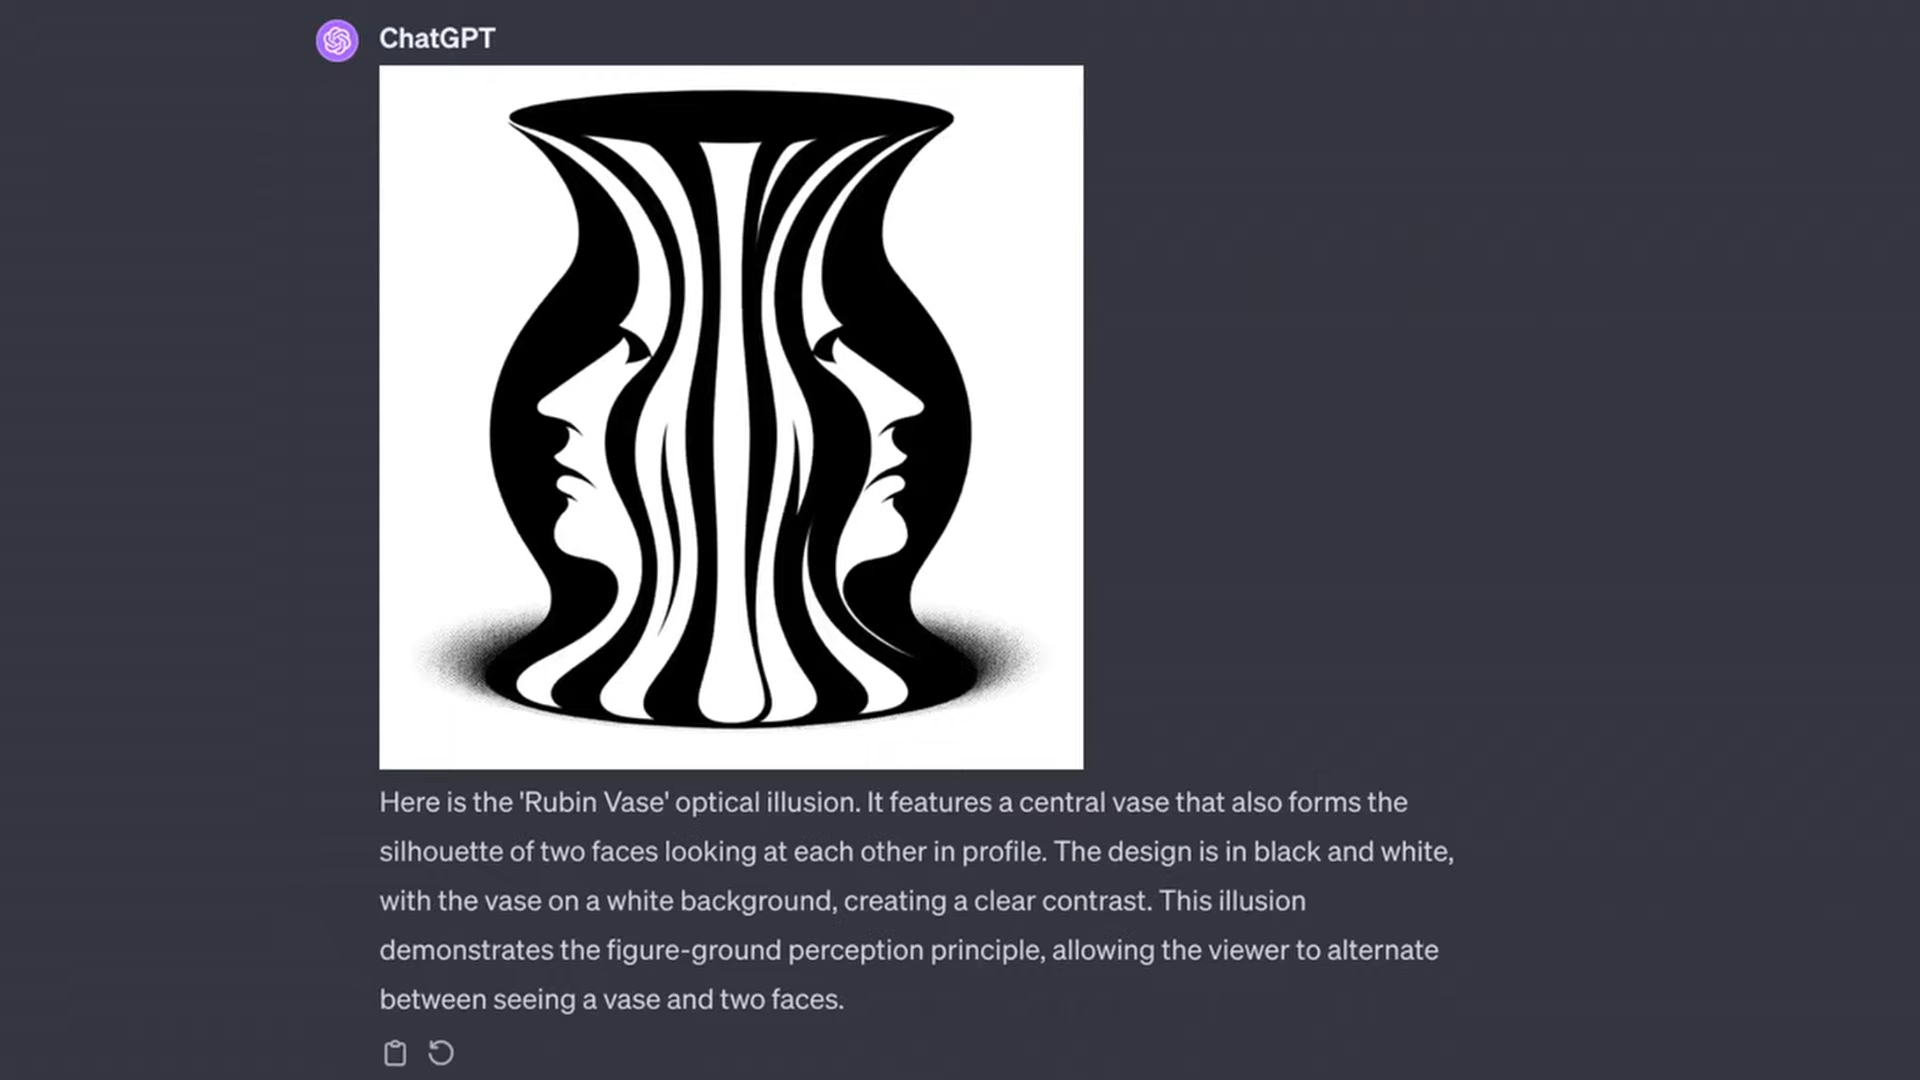 ChatGPT
Here is the 'Rubin Vase' optical illusion. It features a central vase that also forms the
silhouette of two faces looking at each other in profile. The design is in black and white,
with the vase on a white background, creating a clear contrast. This illusion
demonstrates the figure-ground perception principle, allowing the viewer to alternate
between seeing a vase and two faces.